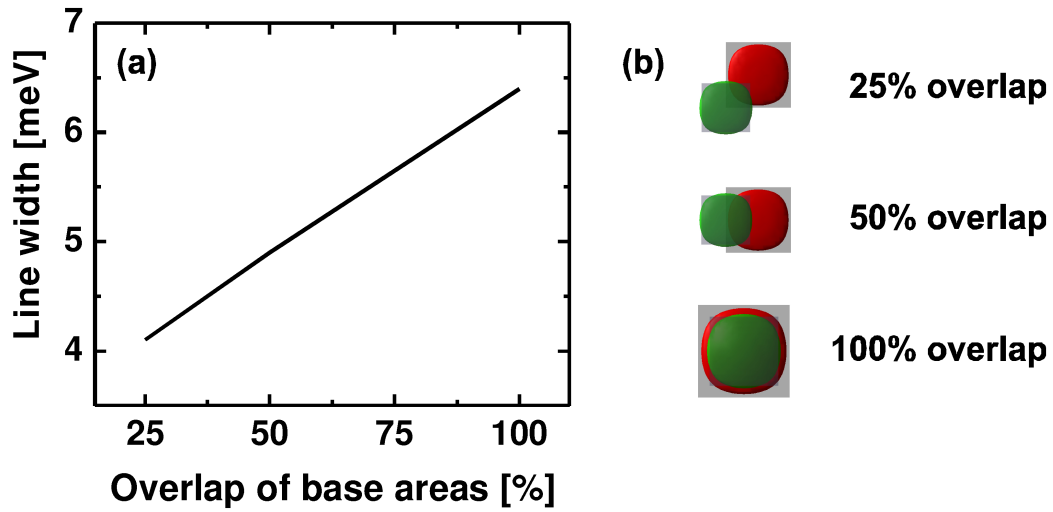 (a)
Line width [meV]
7
6
5
4
25 50 75 100
Overlap of base areas [%]
(b)
25% overlap
50% overlap
100% overlap